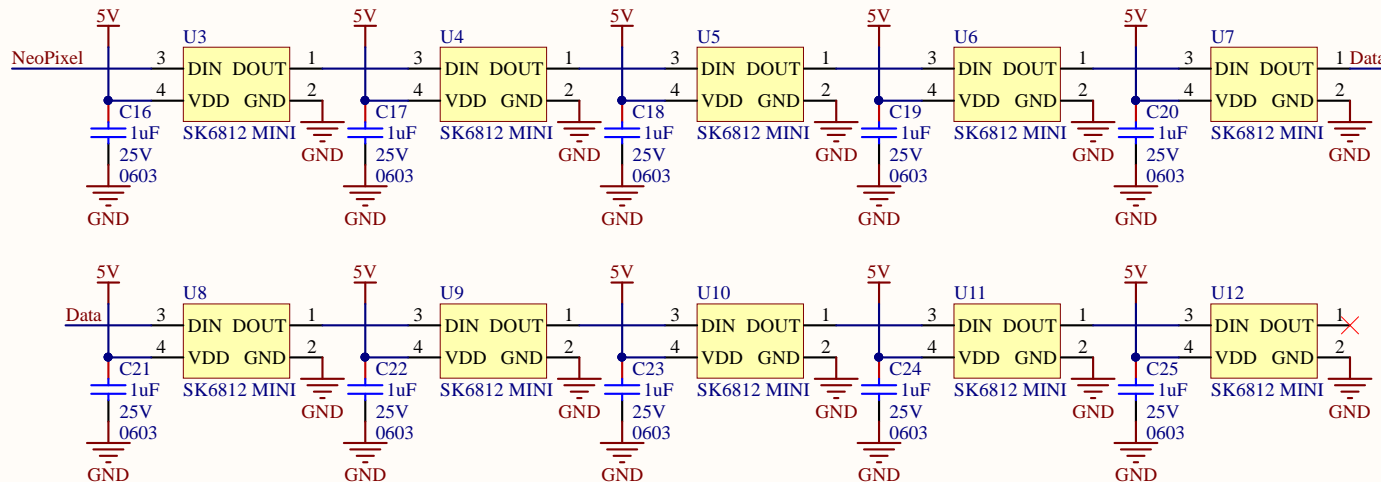 5V 5V 5V 5V 5V
U3 U4 U5 U6 U7
NeoPixel 3 DIN DOUT 1 3 DIN DOUT 1 3 DIN DOUT 1 3 DIN DOUT 1 3 DIN DOUT 1 Data
4 VDD GND 2 4 VDD GND 2 4 VDD GND 2 4 VDD GND 2 4 VDD GND 2
C16 C17 C18 C19 C20
1uF SK6812 MINI 1uF SK6812 MINI 1uF SK6812 MINI 1uF SK6812 MINI 1uF SK6812 MINI
25V GND 25V GND 25V GND 25V GND 25V GND
0603 0603 0603 0603 0603
GND GND GND GND GND
5V 5V 5V 5V 5V
U8 U9 U10 U11 U12
Data 3 DIN DOUT 1 3 DIN DOUT 1 3 DIN DOUT 1 3 DIN DOUT 1 3 DIN DOUT 1
4 VDD GND 2 4 VDD GND 2 4 VDD GND 2 4 VDD GND 2 4 VDD GND 2
C21 C22 C23 C24 C25
1uF SK6812 MINI 1uF SK6812 MINI 1uF SK6812 MINI 1uF SK6812 MINI 1uF SK6812 MINI
25V GND 25V GND 25V GND 25V GND 25V GND
0603 0603 0603 0603 0603
GND GND GND GND GND